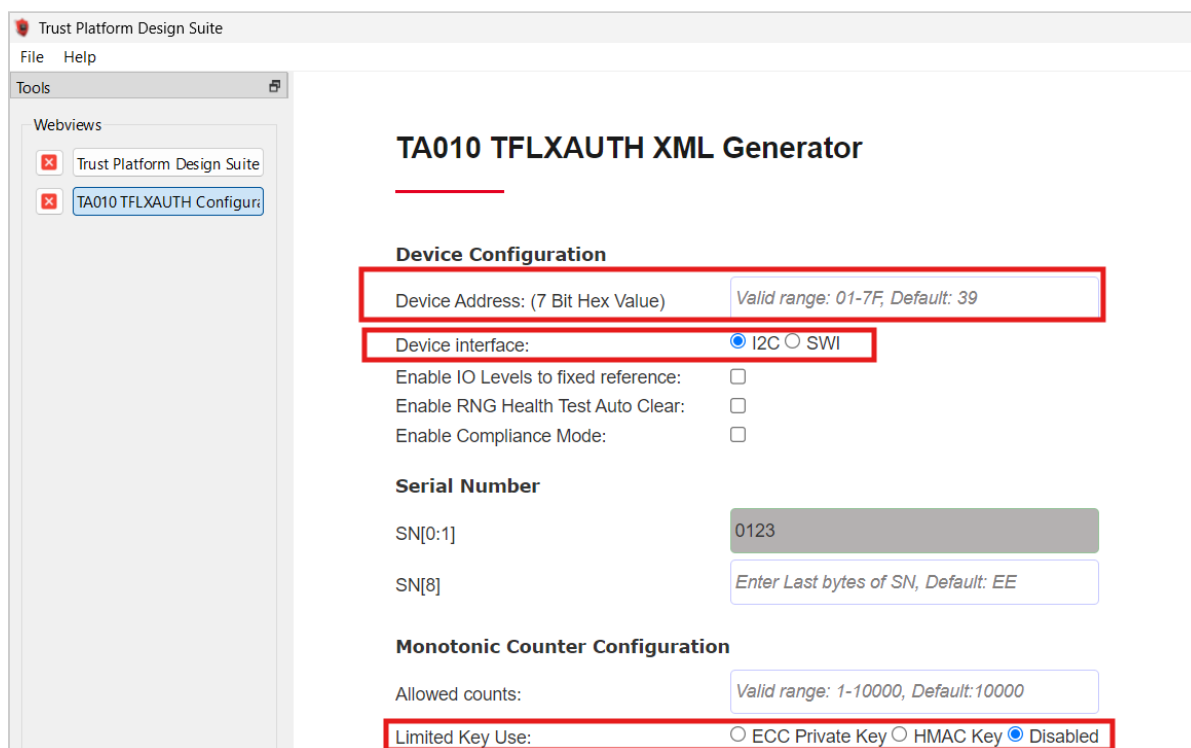 Trust Platform Design Suite
File Help
Tools
Webviews
Trust Platform Design Suite
TA010 TFLXAUTH Configura
TA010 TFLXAUTH XML Generator
Device Configuration
Device Address: (7 Bit Hex Value) Valid range: 01-7F, Default: 39
Device interface: I2C SWI
Enable IO Levels to fixed reference:
Enable RNG Health Test Auto Clear:
Enable Compliance Mode:
Serial Number
SN[0:1] 0123
SN[8] Enter Last bytes of SN, Default: EE
Monotonic Counter Configuration
Allowed counts: Valid range: 1-10000, Default:10000
Limited Key Use: ECC Private Key HMAC Key Disabled